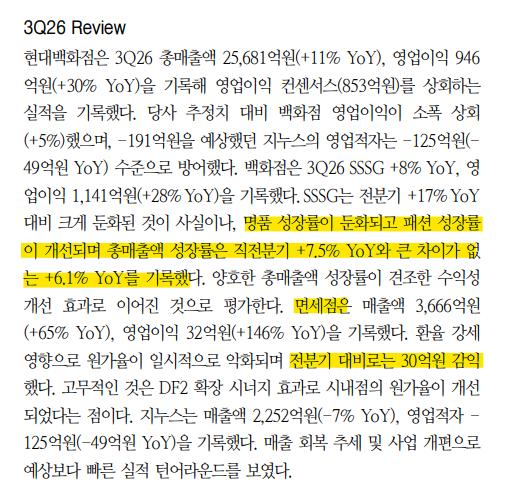 3Q26 Review
현대백화점은 3Q26 총매출액 25,681억원(+11% YoY), 영업이익 946
억원(+30% YoY)을 기록해 영업이익 컨센서스(853억원)를 상회하는
실적을 기록했다. 당사 추정치 대비 백화점 영업이익이 소폭 상회
(+5%)했으며, -191억원을 예상했던 지누스의 영업적자는 -125억원(-
49억원 YoY) 수준으로 방어했다. 백화점은 3Q26 SSSG +8% YoY, 영
업이익 1,141억원(+28% YoY)을 기록했다. SSSG는 전분기 +17% YoY
대비 크게 둔화된 것이 사실이나, 명품 성장률이 둔화되고 패션 성장률
이 개선되며 총매출액 성장률은 직전분기 +7.5% YoY와 큰 차이가 없
는 +6.1% YoY를 기록했다. 양호한 총매출액 성장률이 견조한 수익성
개선 효과로 이어진 것으로 평가한다. 면세점은 매출액 3,666억원
(+65% YoY), 영업이익 32억원(+146% YoY)을 기록했다. 환율 강세
영향으로 원가율이 일시적으로 악화되며 전분기 대비로는 30억원 감익
했다. 고무적인 것은 DF2 확장 시너지 효과로 시내점의 원가율이 개선
되었다는 점이다. 지누스는 매출액 2,252억원(-7% YoY), 영업적자 -
125억원(-49억원 YoY)을 기록했다. 매출 회복 추세 및 사업 개편으로
예상보다 빠른 실적 턴어라운드를 보였다.